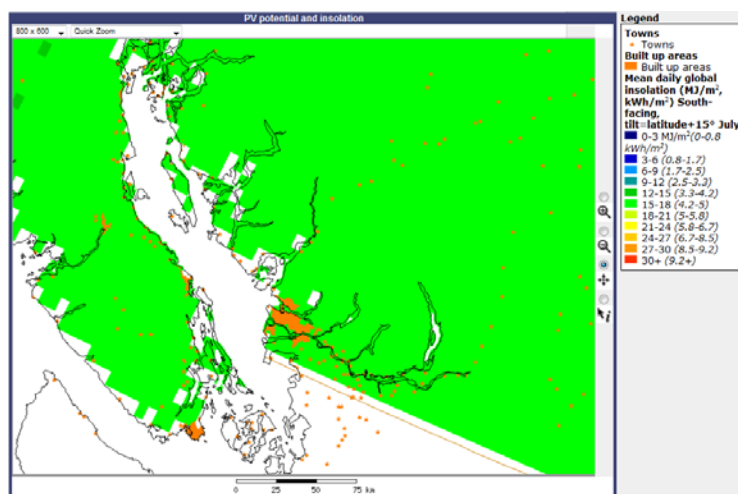 PV potential and insolation
800 x 600
Quick Zoom
Legend
Towns
Towns
Built up areas
Built up areas
Mean daily global
insolation (MJ/m²,
kWh/m²) South-
facing,
tilt=latitude+15° July
0-3 MJ/m²(0-0.8
kWh/m²)
3-6 (0.8-1.7)
6-9 (1.7-2.5)
9-12 (2.5-3.3)
12-15 (3.3-4.2)
15-18 (4.2-5)
18-21 (5-5.8)
21-24 (5.8-6.7)
24-27 (6.7-8.5)
27-30 (8.5-9.2)
30+ (9.2+)
0 25 50 75 km